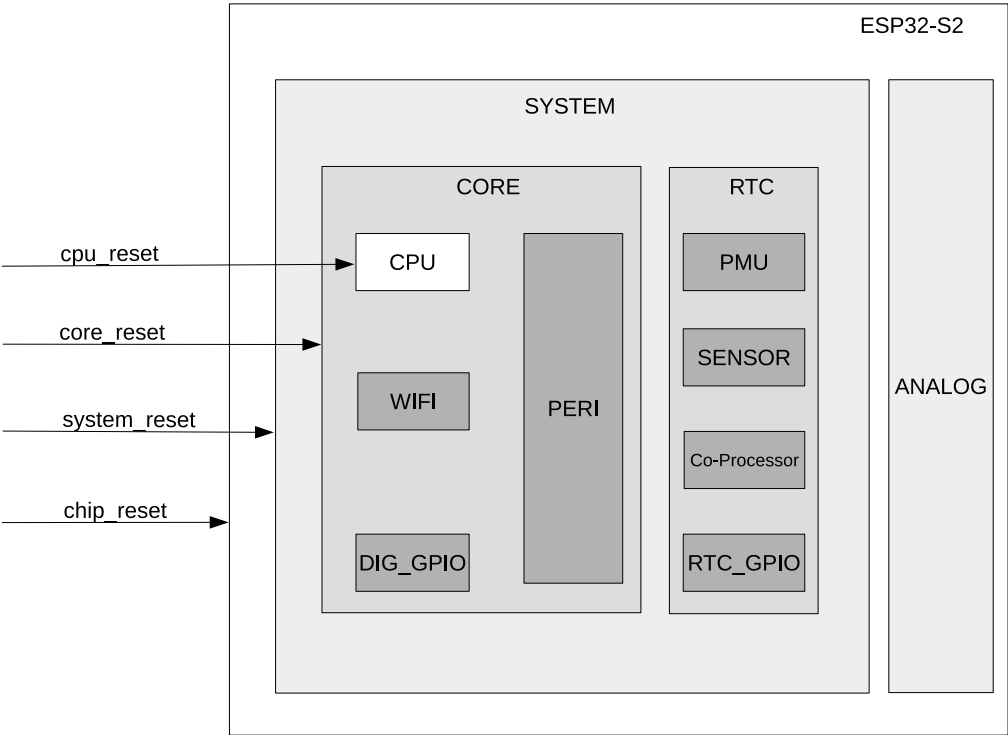 ESP32-S2
SYSTEM
CORE
RTC
cpu_reset
CPU
PMU
core_reset
SENSOR
WIFI
PERI
ANALOG
system_reset
Co-Processor
chip_reset
DIG_GPIO
RTC_GPIO